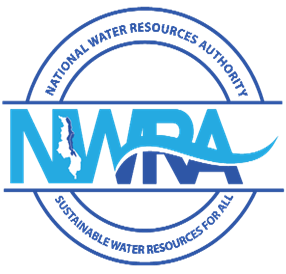 NATIONAL WATER RESOURCES AUTHORITY
NWRA
SUSTAINABLE WATER RESOURCES FOR ALL